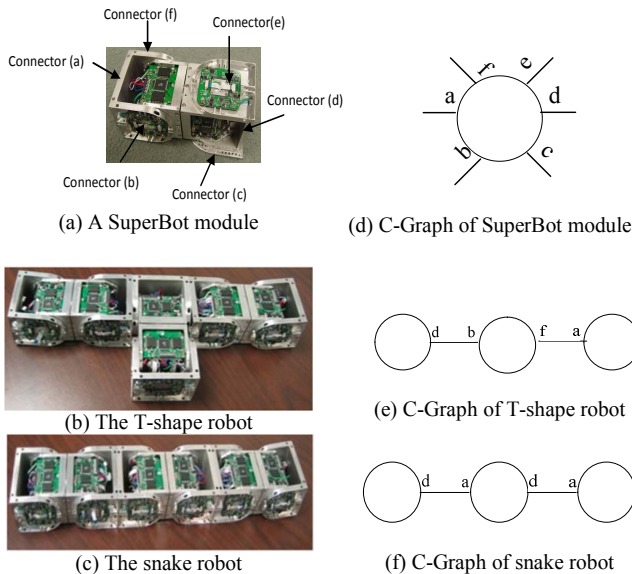 Connector (f)
Connector(e)
Connector (a)
Connector (d)
Connector (b)
Connector (c)
(a) A SuperBot module
f e
a d
b c
(d) C-Graph of SuperBot module
(b) The T-shape robot
d b f a
(e) C-Graph of T-shape robot
(c) The snake robot
d a d a
(f) C-Graph of snake robot